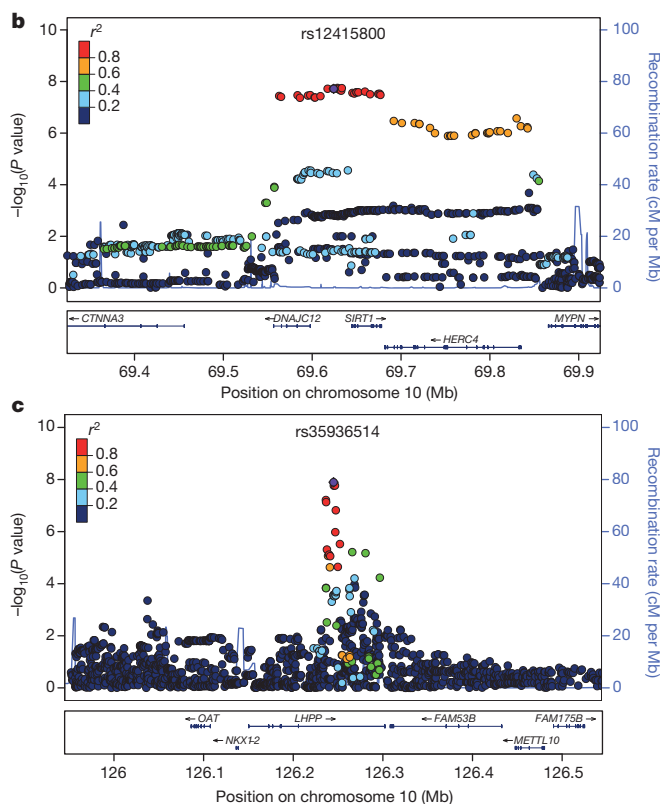 b
rs12415800
r²
0.8
0.6
0.4
0.2
10
8
6
4
2
0
–log₁₀(P value)
100
80
60
40
20
0
Recombination rate (cM per Mb)
←CTNNA3
←DNAJC12
SIRT1→
←HERC4
MYPN→
69.4 69.5 69.6 69.7 69.8 69.9
Position on chromosome 10 (Mb)
c
rs35936514
r²
0.8
0.6
0.4
0.2
10
8
6
4
2
0
–log₁₀(P value)
100
80
60
40
20
0
Recombination rate (cM per Mb)
←OAT
LHPP→
←FAM53B
FAM175B→
←NKX1-2
←METTL10
126 126.1 126.2 126.3 126.4 126.5
Position on chromosome 10 (Mb)